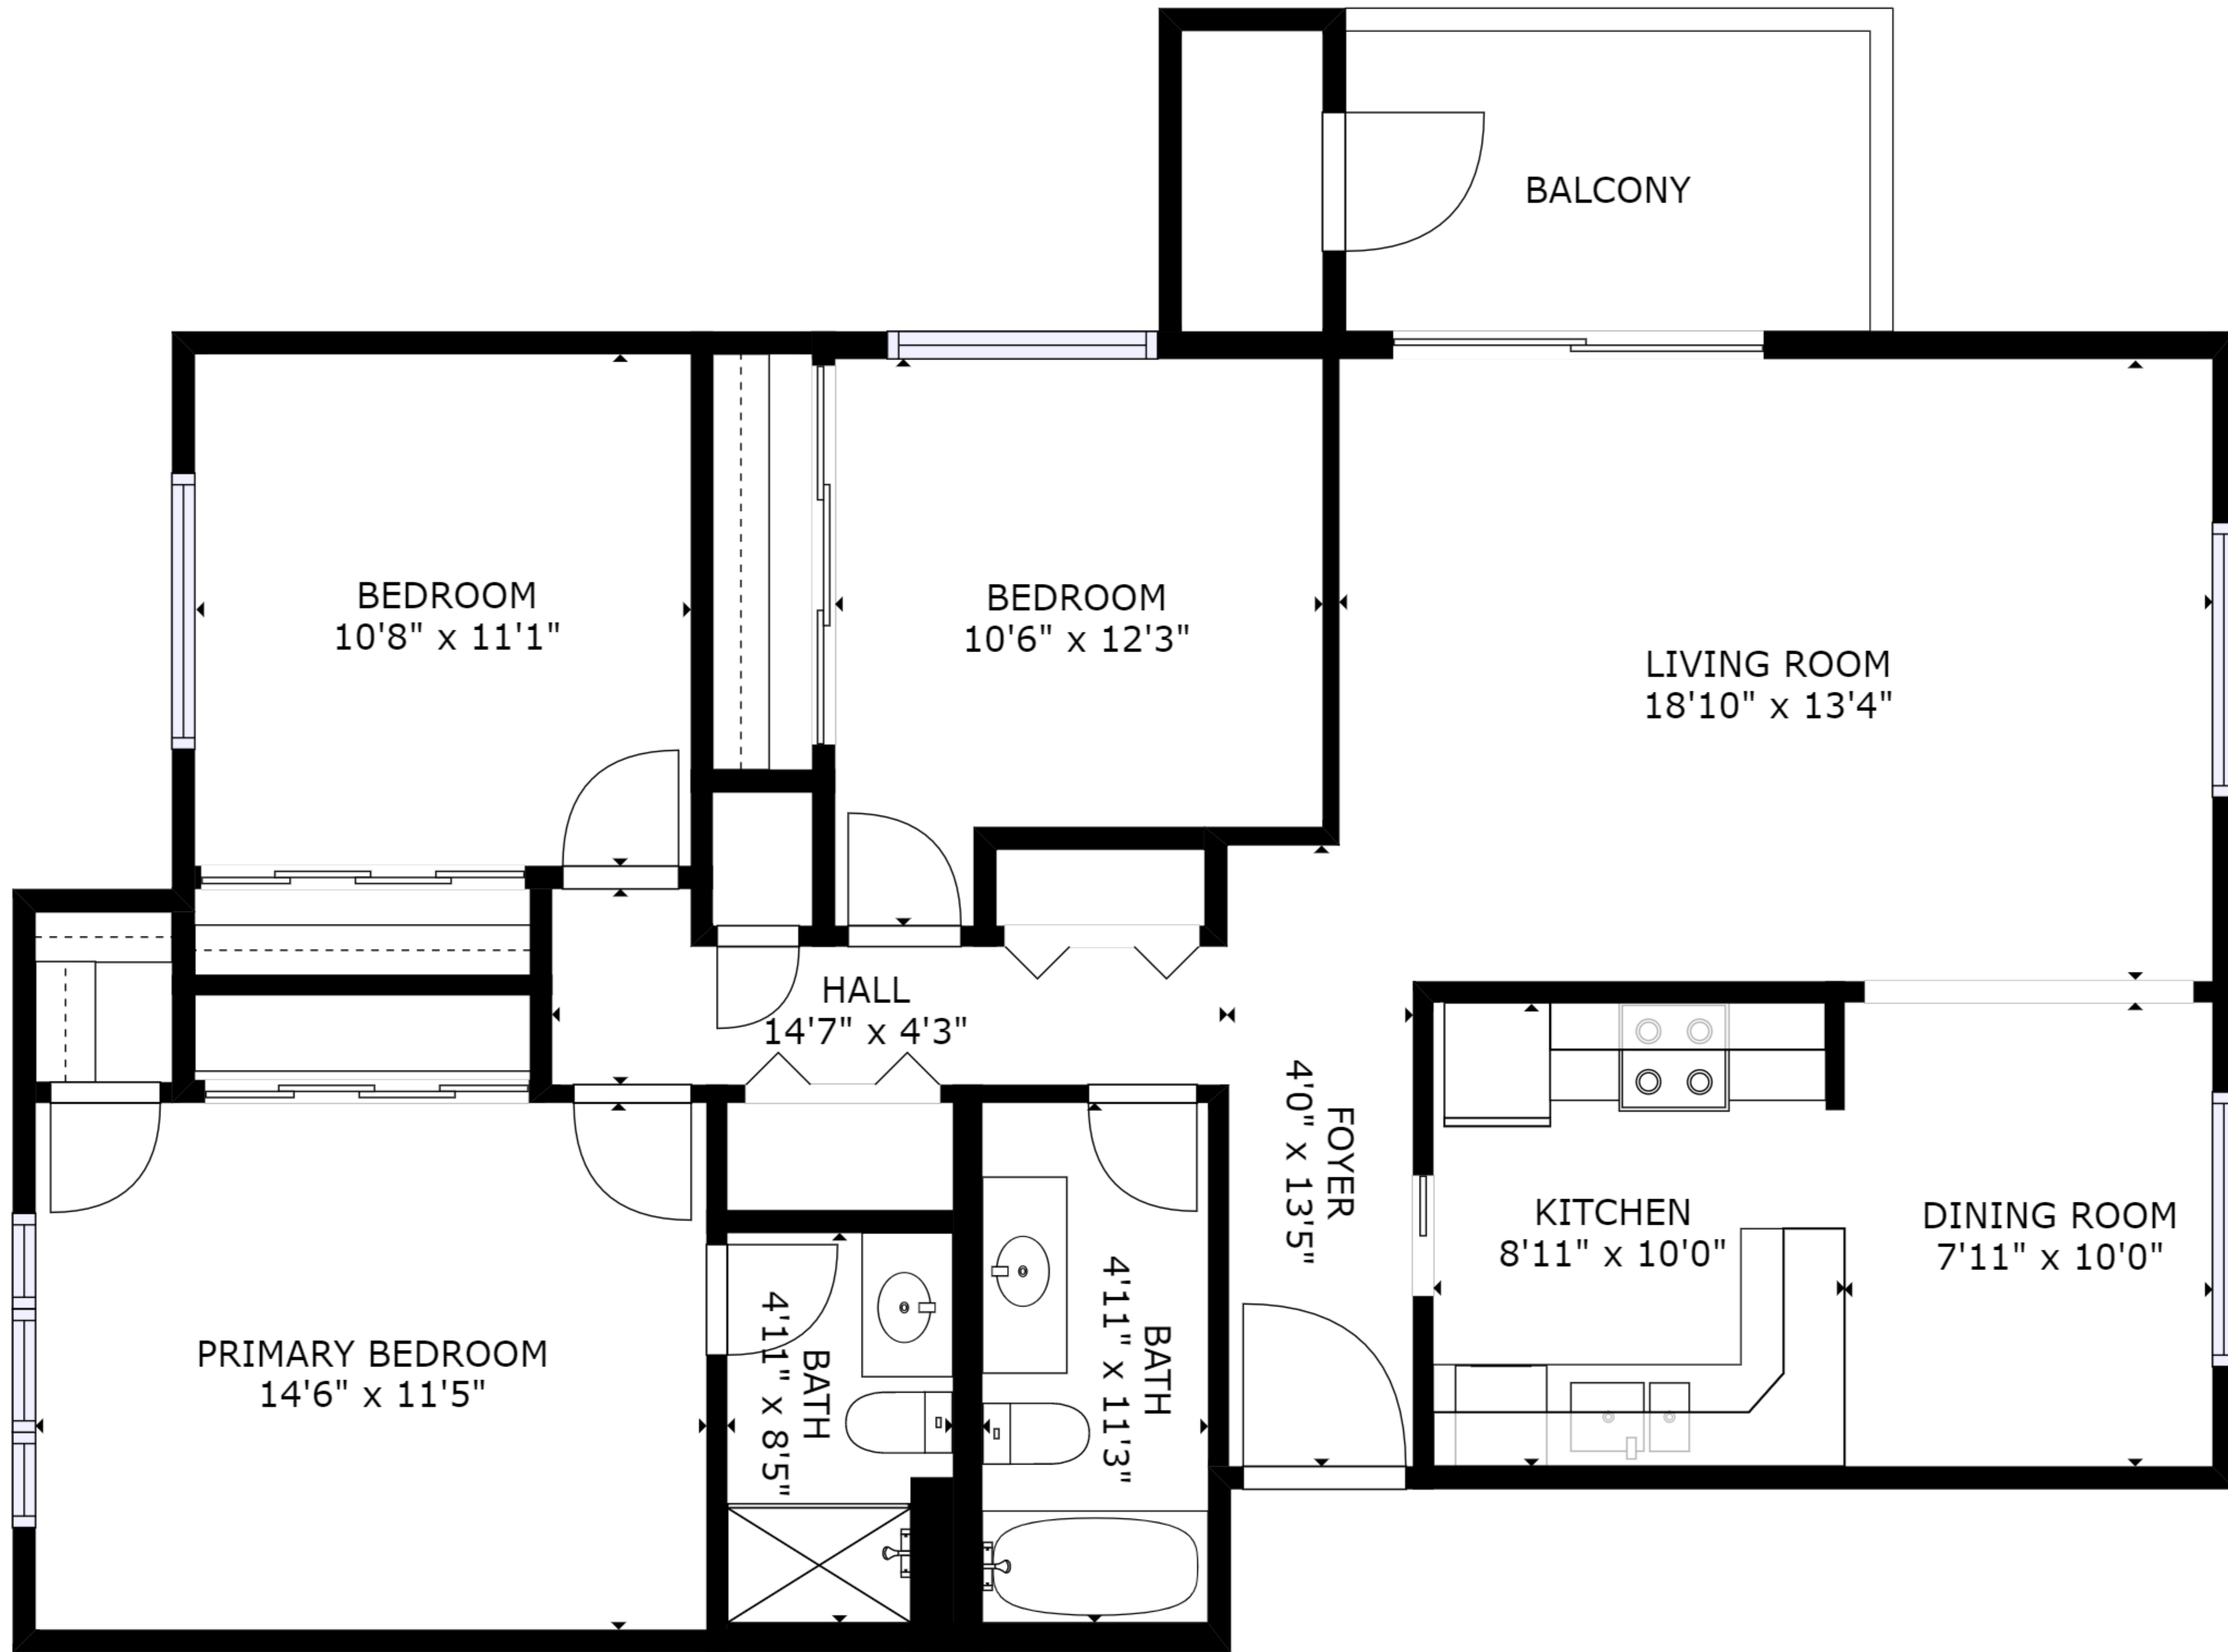 BALCONY
BEDROOM
10'8" x 11'1"
BEDROOM
10'6" x 12'3"
LIVING ROOM
18'10" x 13'4"
HALL
14'7" x 4'3"
FOYER
4'0" x 13'5"
KITCHEN
8'11" x 10'0"
DINING ROOM
7'11" x 10'0"
PRIMARY BEDROOM
14'6" x 11'5"
BATH
4'11" x 8'5"
BATH
4'11" x 11'3"